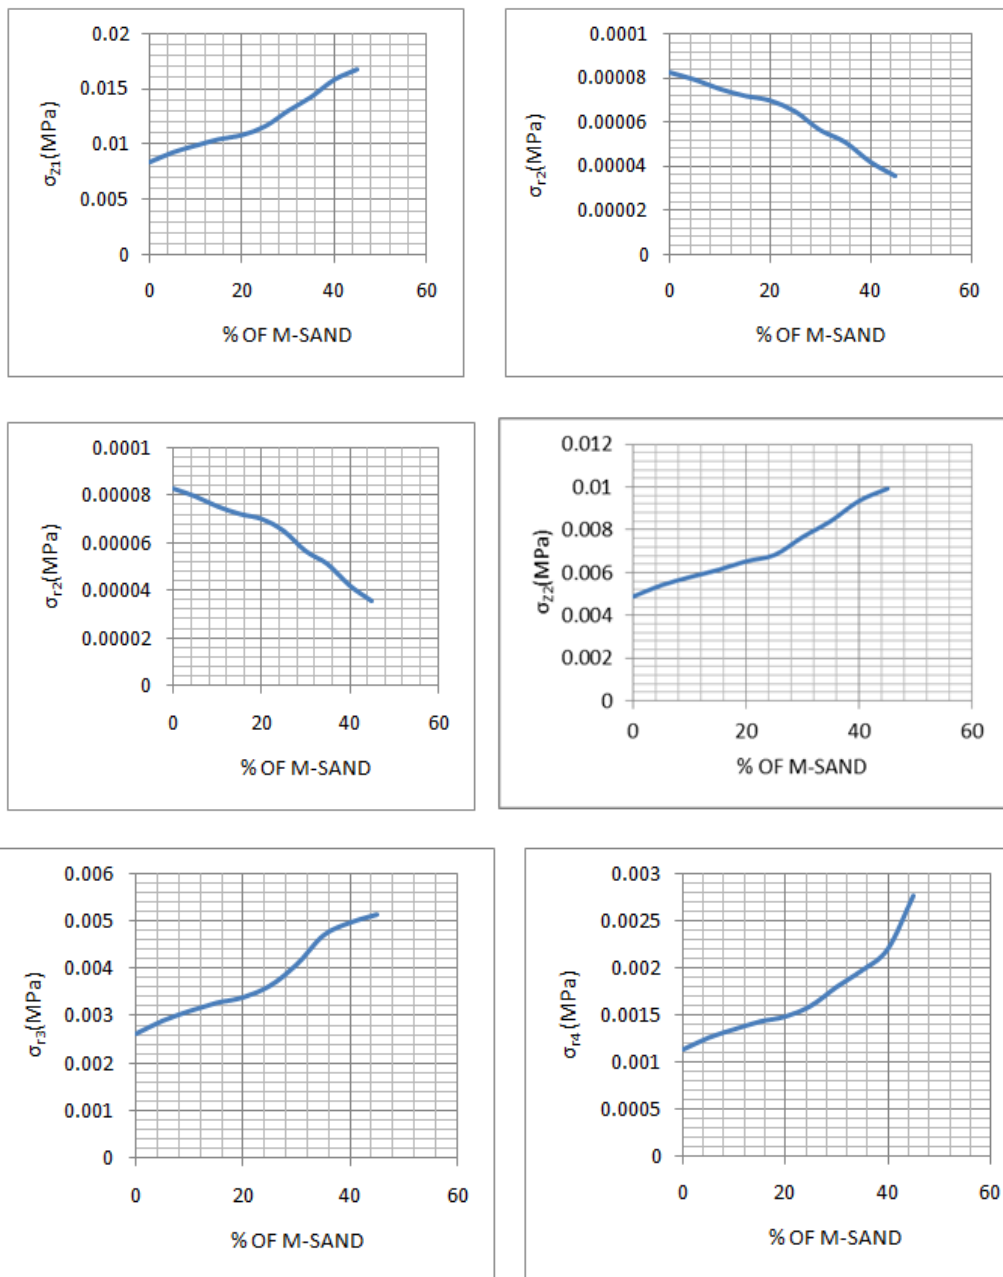 0.02
0.015
0.01
0.005
0
σz1(MPa)
0 20 40 60
% OF M-SAND
0.0001
0.00008
0.00006
0.00004
0.00002
0
σr2(MPa)
0 20 40 60
% OF M-SAND
0.0001
0.00008
0.00006
0.00004
0.00002
0
σr2(MPa)
0 20 40 60
% OF M-SAND
0.012
0.01
0.008
0.006
0.004
0.002
0
σz2(MPa)
0 20 40 60
% OF M-SAND
0.006
0.005
0.004
0.003
0.002
0.001
0
σr3(MPa)
0 20 40 60
% OF M-SAND
0.003
0.0025
0.002
0.0015
0.001
0.0005
0
σr4(MPa)
0 20 40 60
% OF M-SAND